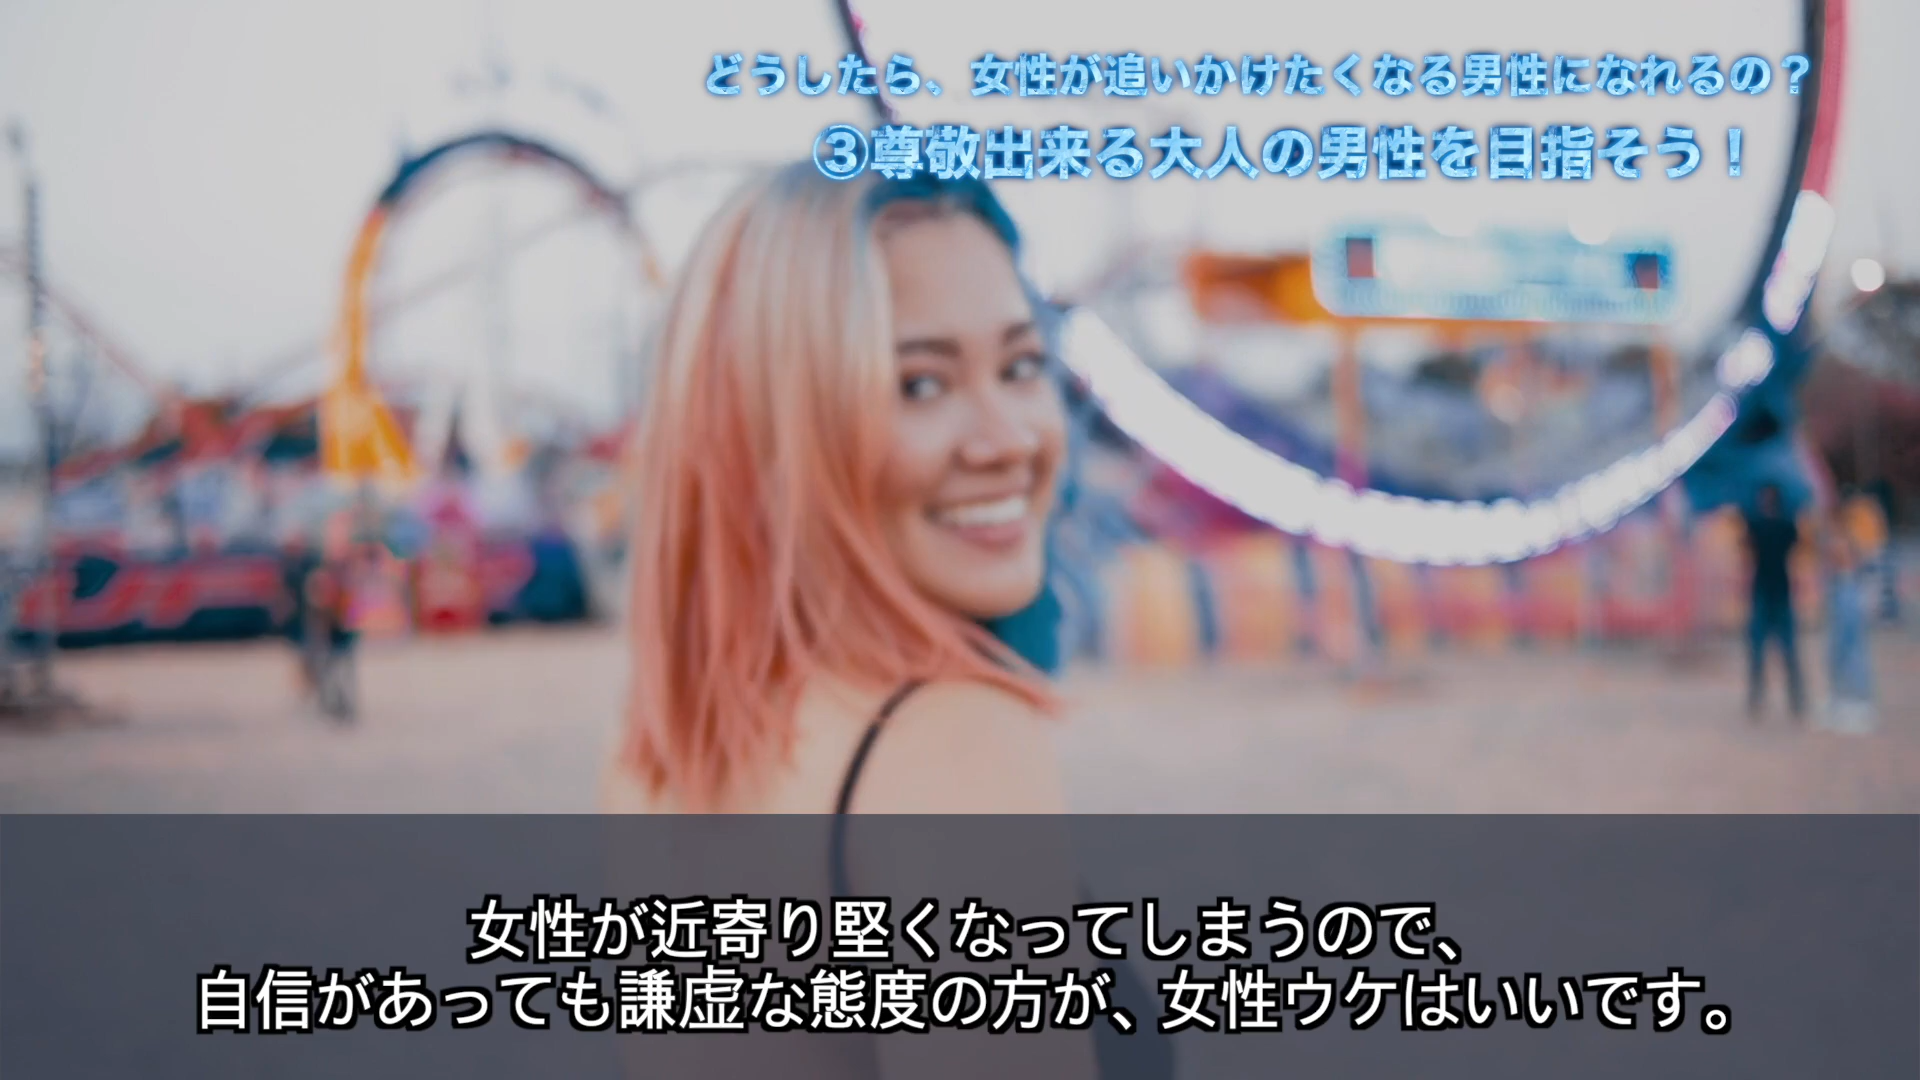 どうしたら、女性が追いかけたくなる男性になれるの?
③尊敬出来る大人の男性を目指そう!
女性が近寄り堅くなってしまうので、
自信があっても謙虚な態度の方が、女性ウケはいいです。